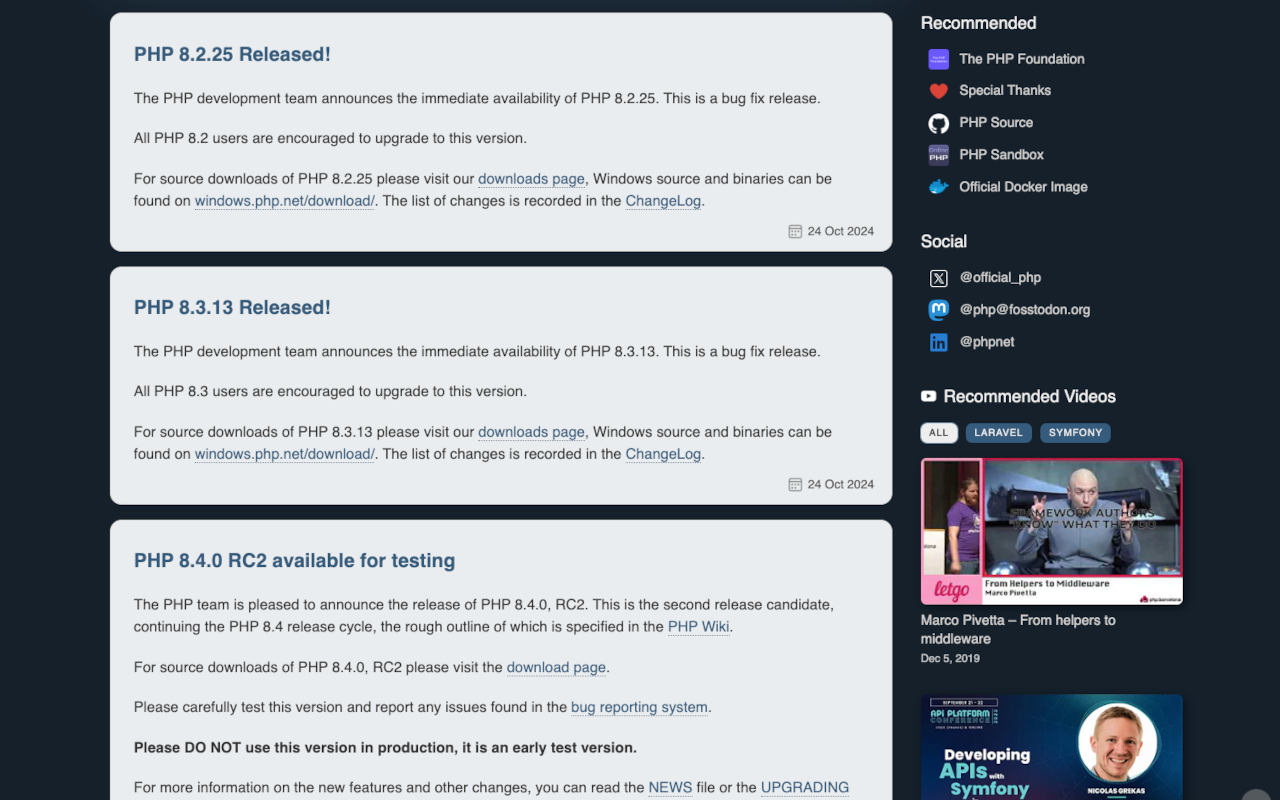 PHP 8.2.25 Released!
The PHP development team announces the immediate availability of PHP 8.2.25. This is a bug fix release.
All PHP 8.2 users are encouraged to upgrade to this version.
For source downloads of PHP 8.2.25 please visit our downloads page, Windows source and binaries can be
found on windows.php.net/download/. The list of changes is recorded in the ChangeLog.
24 Oct 2024
PHP 8.3.13 Released!
The PHP development team announces the immediate availability of PHP 8.3.13. This is a bug fix release.
All PHP 8.3 users are encouraged to upgrade to this version.
For source downloads of PHP 8.3.13 please visit our downloads page, Windows source and binaries can be
found on windows.php.net/download/. The list of changes is recorded in the ChangeLog.
24 Oct 2024
PHP 8.4.0 RC2 available for testing
The PHP team is pleased to announce the release of PHP 8.4.0, RC2. This is the second release candidate,
continuing the PHP 8.4 release cycle, the rough outline of which is specified in the PHP Wiki.
For source downloads of PHP 8.4.0, RC2 please visit the download page.
Please carefully test this version and report any issues found in the bug reporting system.
Please DO NOT use this version in production, it is an early test version.
For more information on the new features and other changes, you can read the NEWS file or the UPGRADING
Recommended
The PHP Foundation
Special Thanks
PHP Source
Online
PHP
PHP Sandbox
Official Docker Image
Social
@official_php
@php@fosstodon.org
in
@phpnet
Recommended Videos
ALL
LARAVEL
SYMFONY
FRAMEWORK AUTHORS
"KNOW" WHAT THEY DO
letgo
From Helpers to Middleware
Marco Pivetta
php.barcelona
Marco Pivetta – From helpers to
middleware
Dec 5, 2019
SEPTEMBER 21 - 22
API PLATFORM
CONFERENCE
Developing
APIs with
Symfony
NICOLAS GREKAS